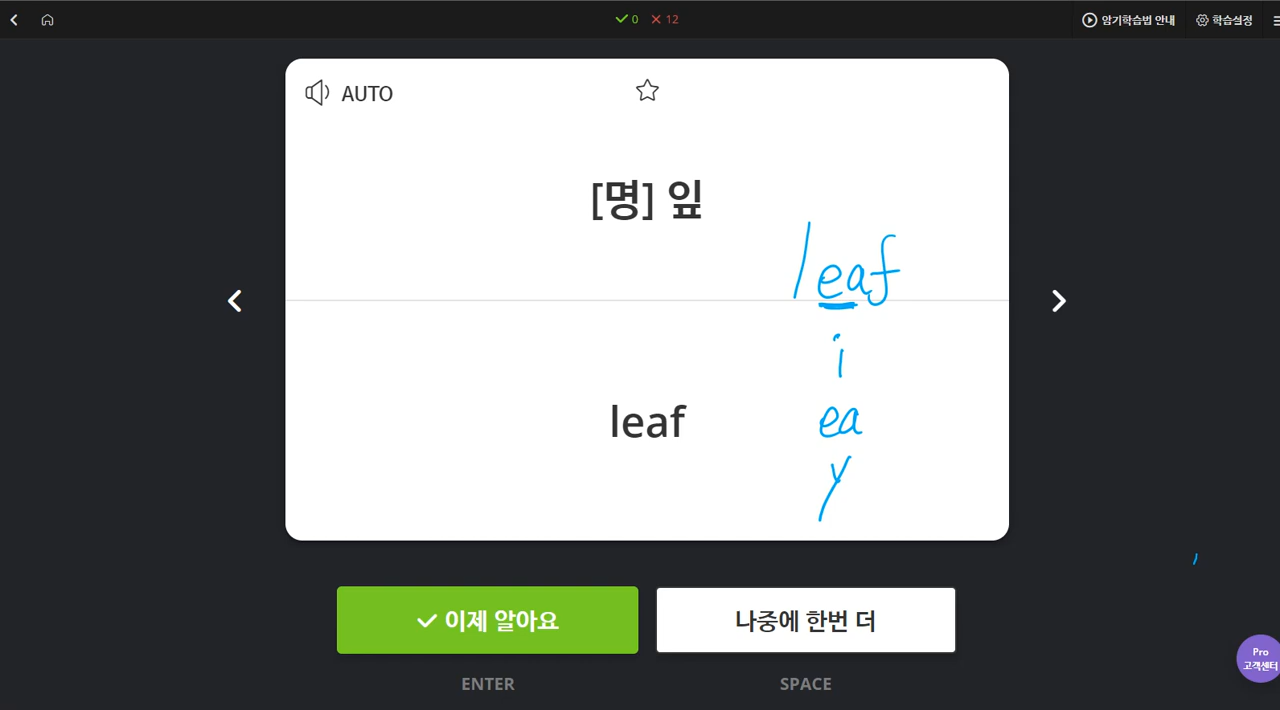 0 12 암기학습법 안내 학습설정
AUTO
[명] 잎
leaf
i
leaf
ea
y
이제 알아요 나중에 한번 더
Pro
고객센터
ENTER SPACE